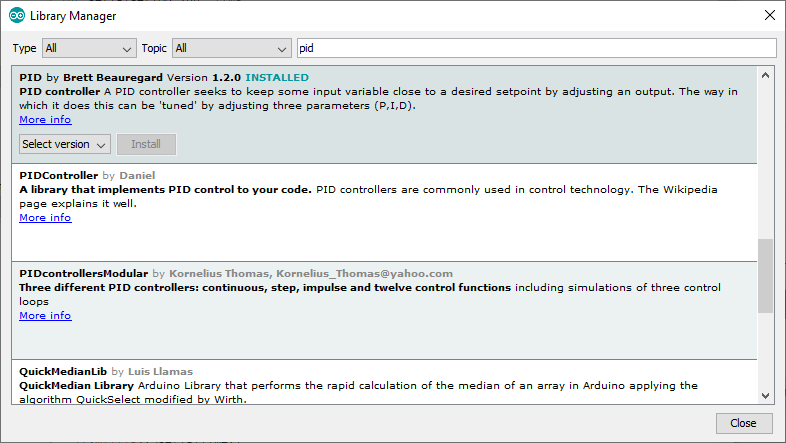 Library Manager
Type All Topic All pid
PID by Brett Beauregard Version 1.2.0 INSTALLED
PID controller A PID controller seeks to keep some input variable close to a desired setpoint by adjusting an output. The way in
which it does this can be 'tuned' by adjusting three parameters (P,I,D).
More info
Select version Install
PIDController by Daniel
A library that implements PID control to your code. PID controllers are commonly used in control technology. The Wikipedia
page explains it well.
More info
PIDcontrollersModular by Kornelius Thomas, Kornelius_Thomas@yahoo.com
Three different PID controllers: continuous, step, impulse and twelve control functions including simulations of three control
loops
More info
QuickMedianLib by Luis Llamas
QuickMedian Library Arduino Library that performs the rapid calculation of the median of an array in Arduino applying the
algorithm QuickSelect modified by Wirth.
Close